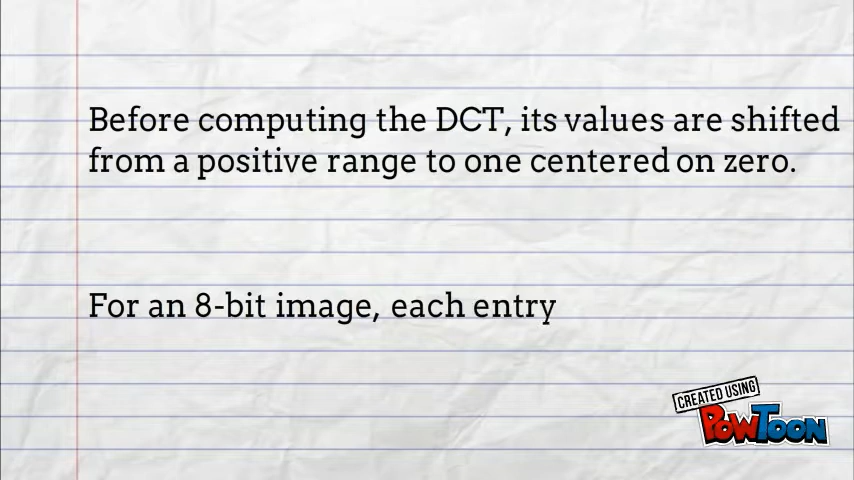 Before computing the DCT, its values are shifted
from a positive range to one centered on zero.
For an 8-bit image, each entry
CREATED USING
POWTOON